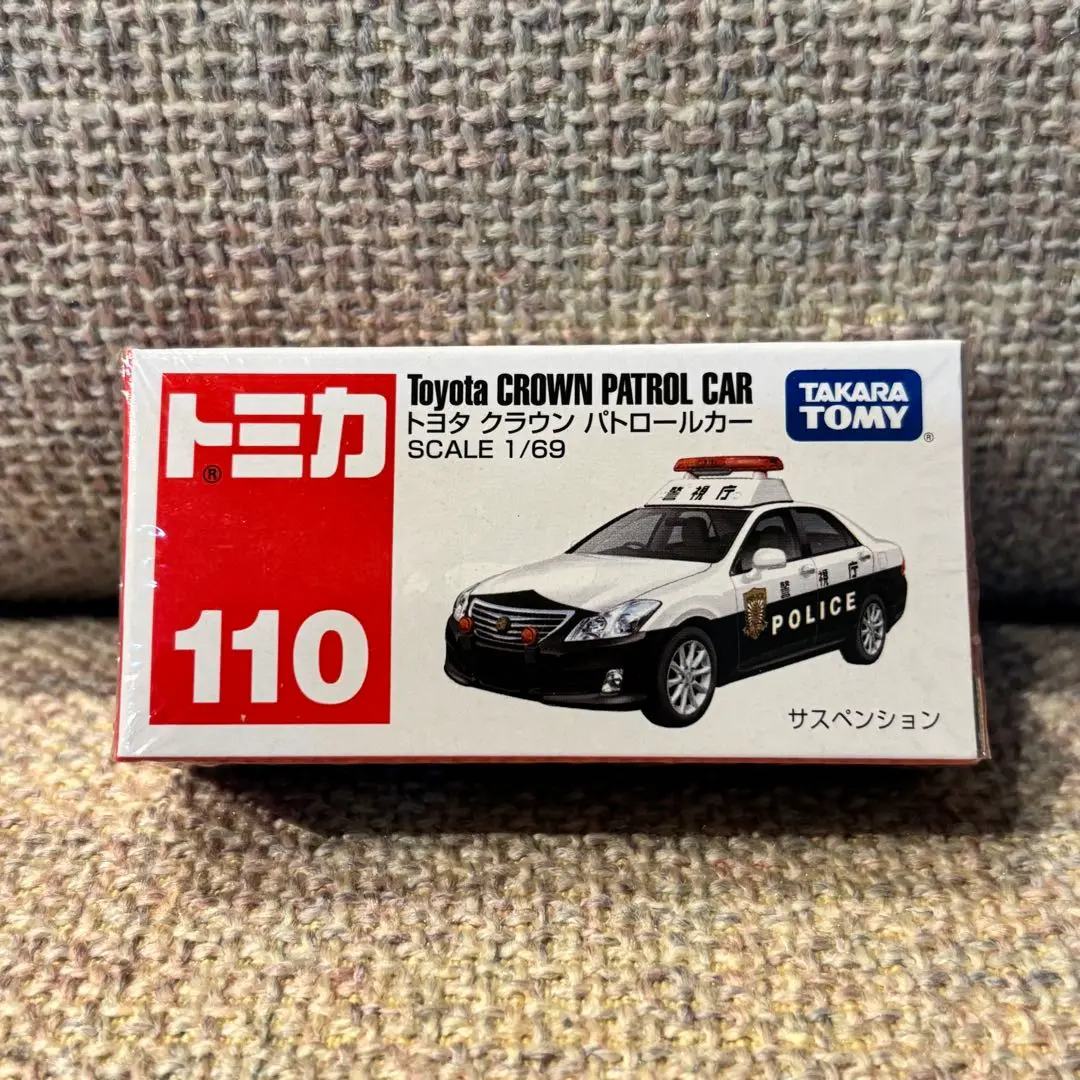 トミカ®
110
Toyota CROWN PATROL CAR
トヨタ クラウン パトロールカー
SCALE 1/69
TAKARA
TOMY®
警視庁
警視庁
POLICE
サスペンション